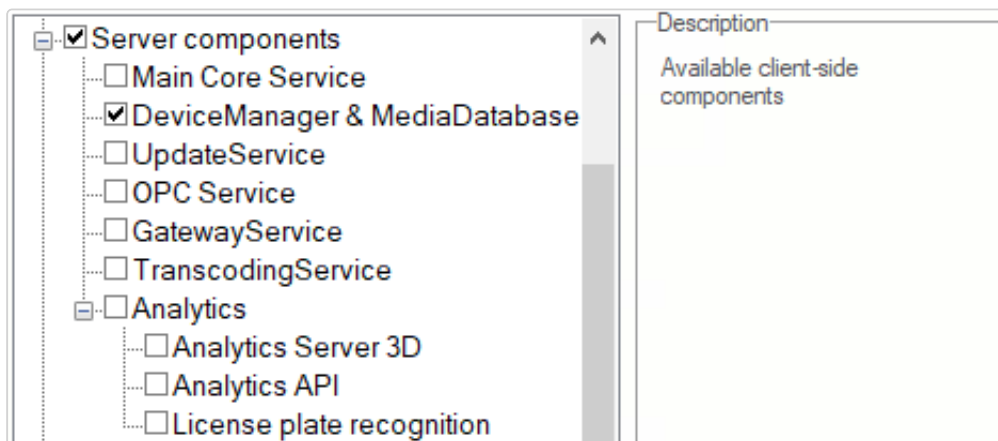 Server components
Main Core Service
DeviceManager & MediaDatabase
UpdateService
OPC Service
GatewayService
TranscodingService
Analytics
Analytics Server 3D
Analytics API
License plate recognition
Description
Available client-side
components